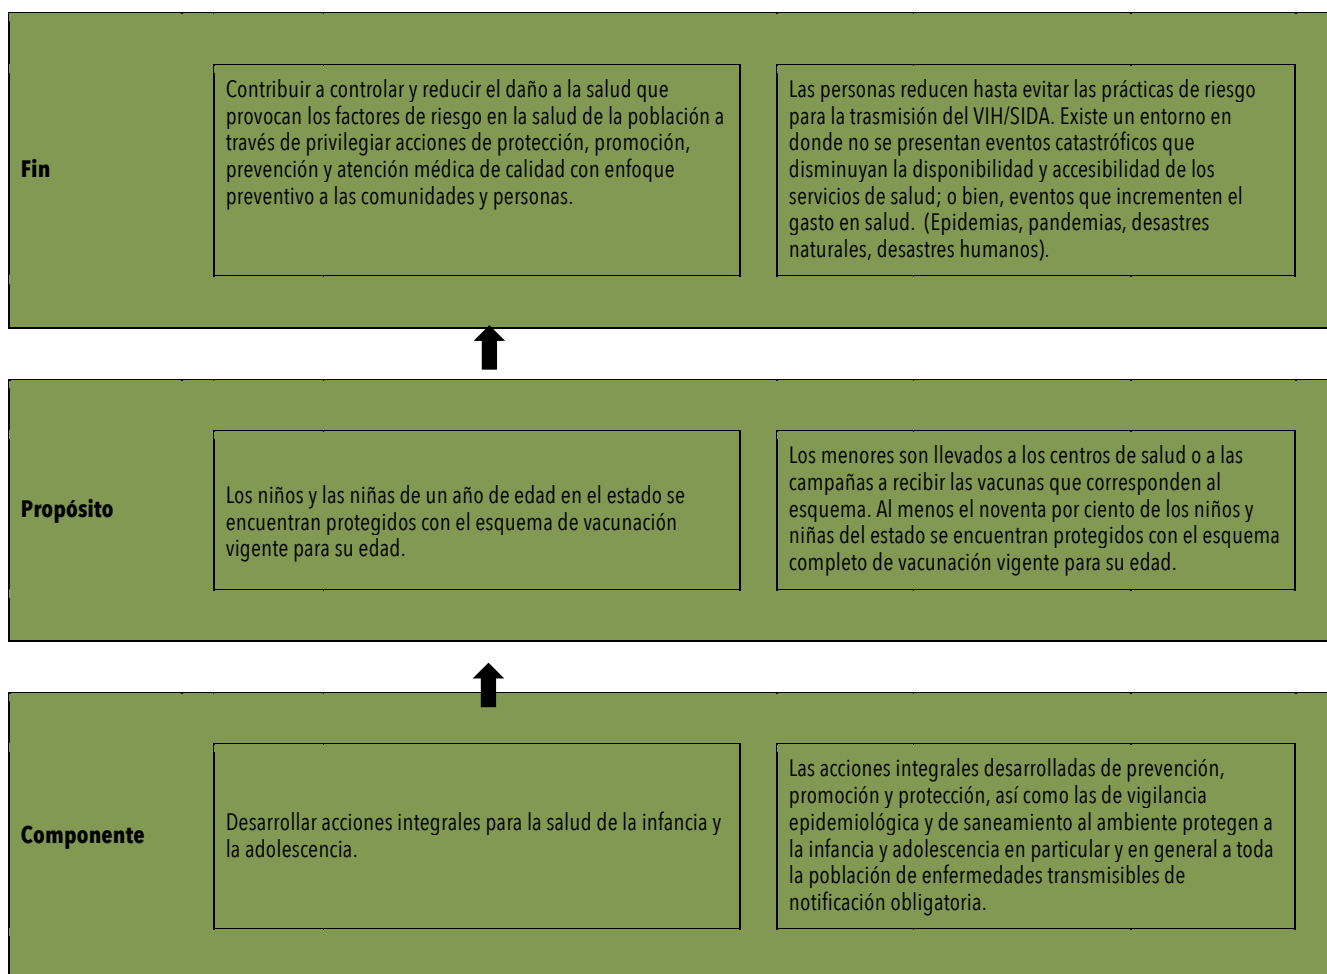 Fin
Contribuir a controlar y reducir el daño a la salud que
provocan los factores de riesgo en la salud de la población a
través de privilegiar acciones de protección, promoción,
prevención y atención médica de calidad con enfoque
preventivo a las comunidades y personas.
Las personas reducen hasta evitar las prácticas de riesgo
para la trasmisión del VIH/SIDA. Existe un entorno en
donde no se presentan eventos catastróficos que
disminuyan la disponibilidad y accesibilidad de los
servicios de salud; o bien, eventos que incrementen el
gasto en salud. (Epidemias, pandemias, desastres
naturales, desastres humanos).
Propósito
Los niños y las niñas de un año de edad en el estado se
encuentran protegidos con el esquema de vacunación
vigente para su edad.
Los menores son llevados a los centros de salud o a las
campañas a recibir las vacunas que corresponden al
esquema. Al menos el noventa por ciento de los niños y
niñas del estado se encuentran protegidos con el esquema
completo de vacunación vigente para su edad.
Componente
Desarrollar acciones integrales para la salud de la infancia y
la adolescencia.
Las acciones integrales desarrolladas de prevención,
promoción y protección, así como las de vigilancia
epidemiológica y de saneamiento al ambiente protegen a
la infancia y adolescencia en particular y en general a toda
la población de enfermedades transmisibles de
notificación obligatoria.